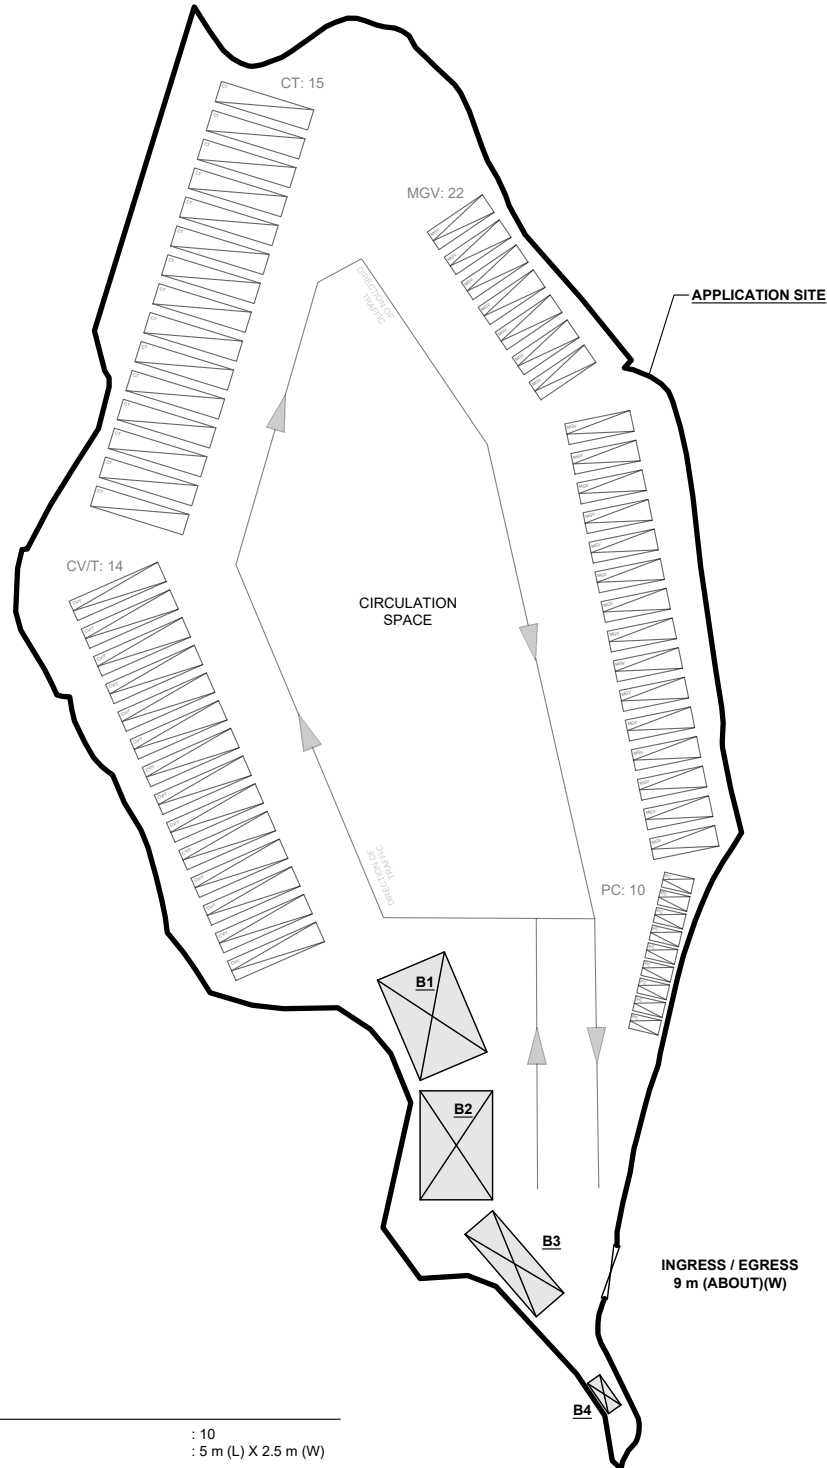 CT: 15
MGV: 22
DIRECTION OF
TRAFFIC
APPLICATION SITE
CV/T: 14
CIRCULATION
SPACE
DIRECTION OF
TRAFFIC
PC: 10
B1
B2
B3
INGRESS / EGRESS
9 m (ABOUT)(W)
B4
: 10
: 5 m (L) X 2.5 m (W)